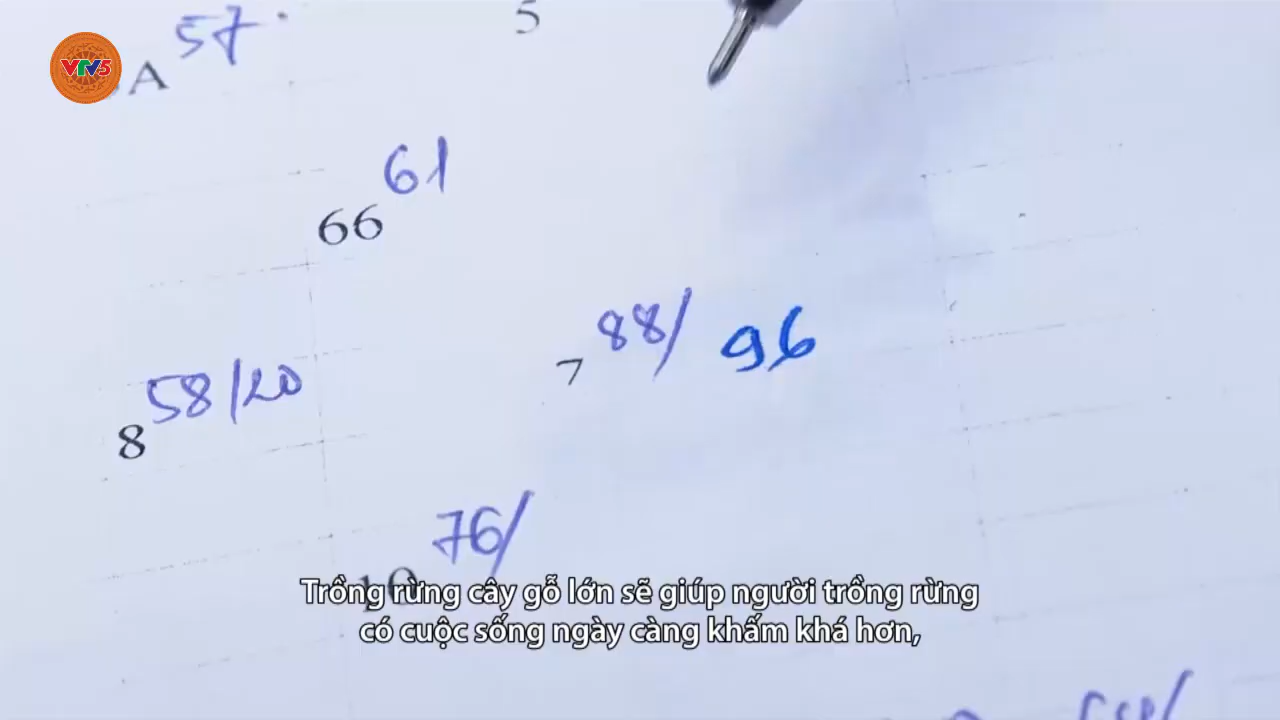 VTV5
A 57
5
66 61
7 88/ 96
8 58/20
10 76/
Trồng rừng cây gỗ lớn sẽ giúp người trồng rừng
có cuộc sống ngày càng khấm khá hơn,